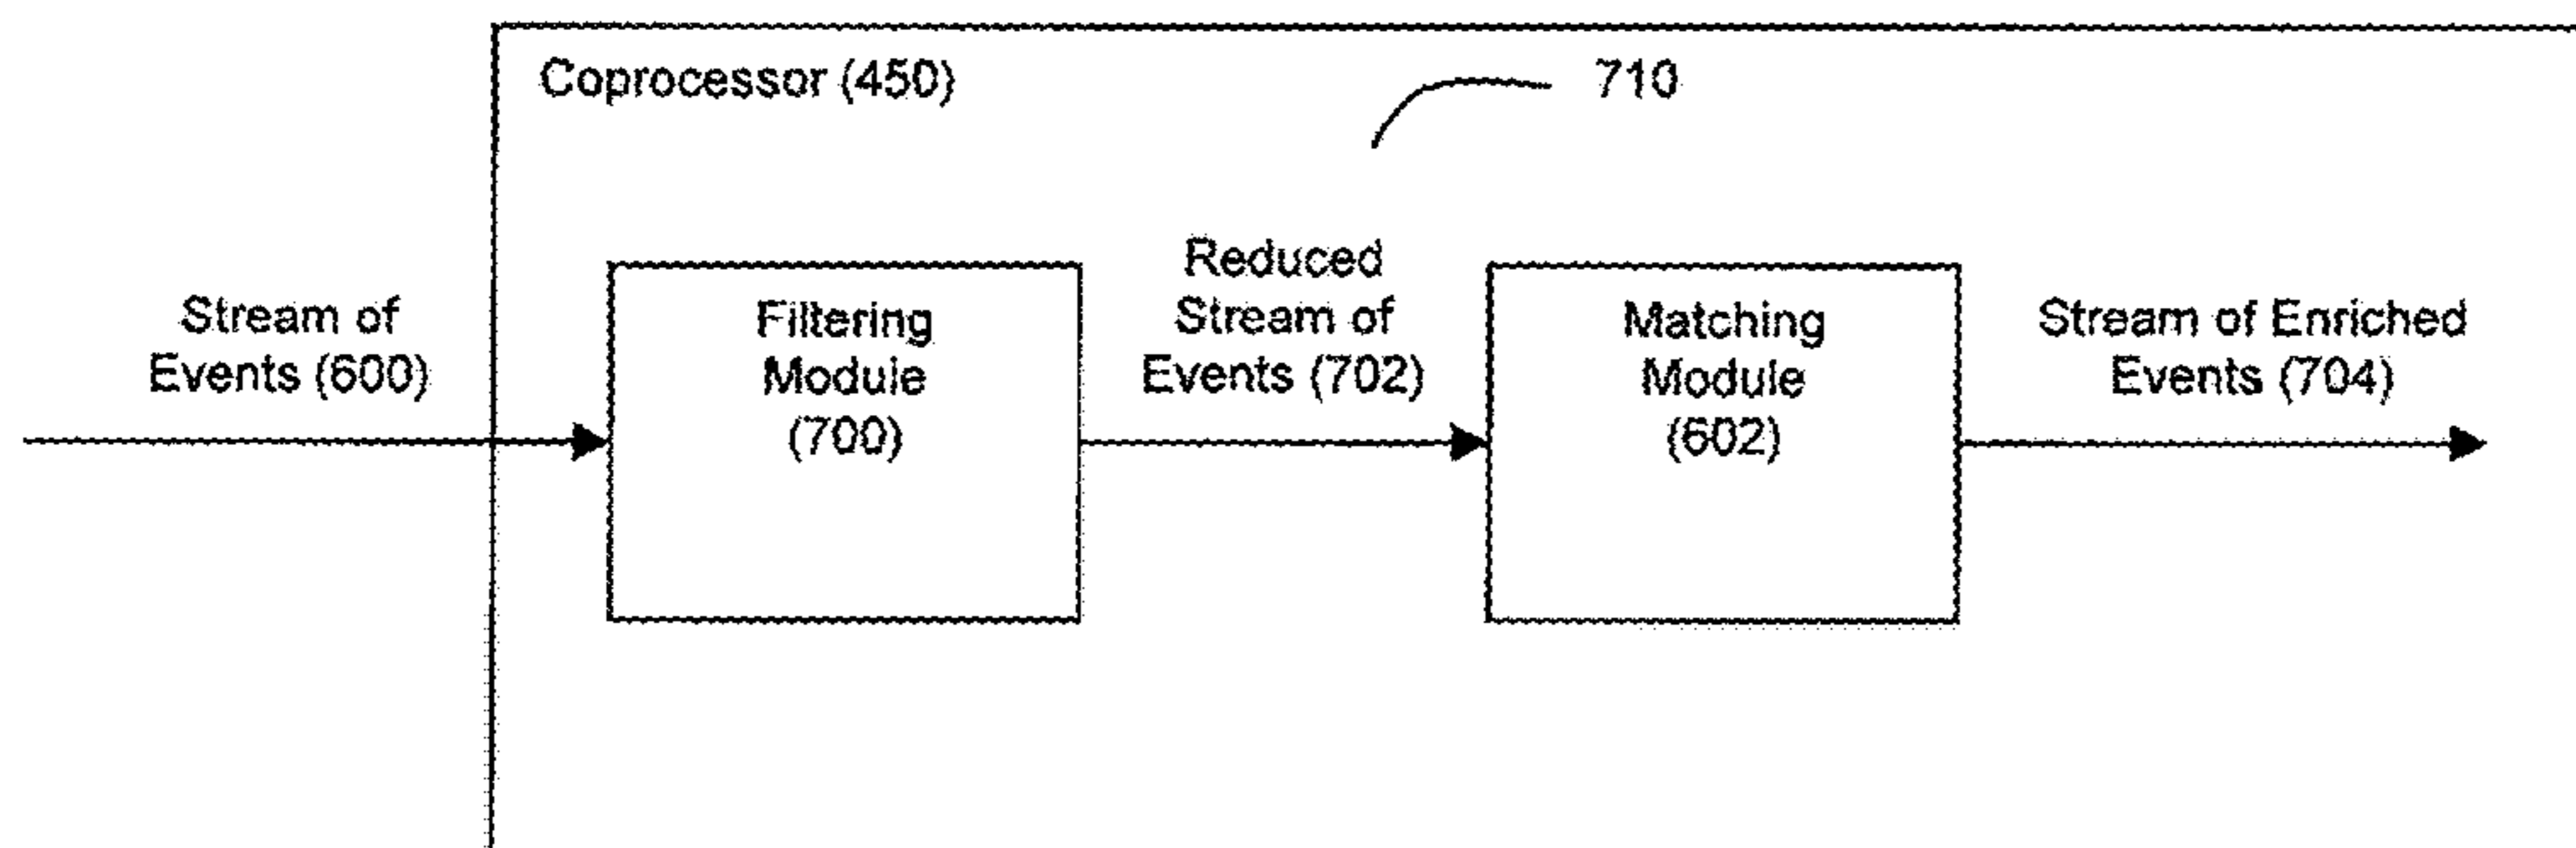 Coprocessor (450)
710
Stream of
Events (600)
Filtering
Module
(700)
Reduced
Stream of
Events (702)
Matching
Module
(602)
Stream of Enriched
Events (704)